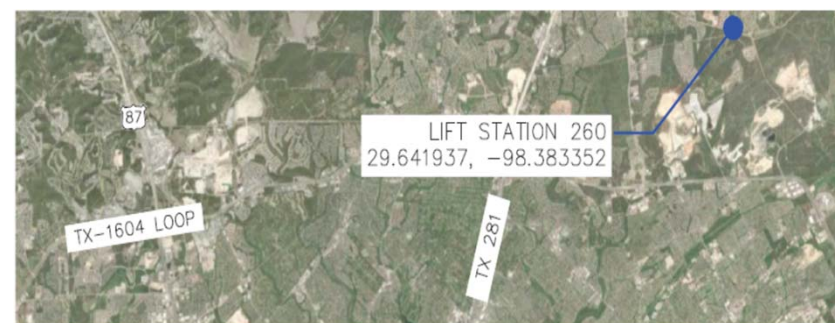 87
LIFT STATION 260
29.641937, -98.383352
TX-1604 LOOP
TX 281